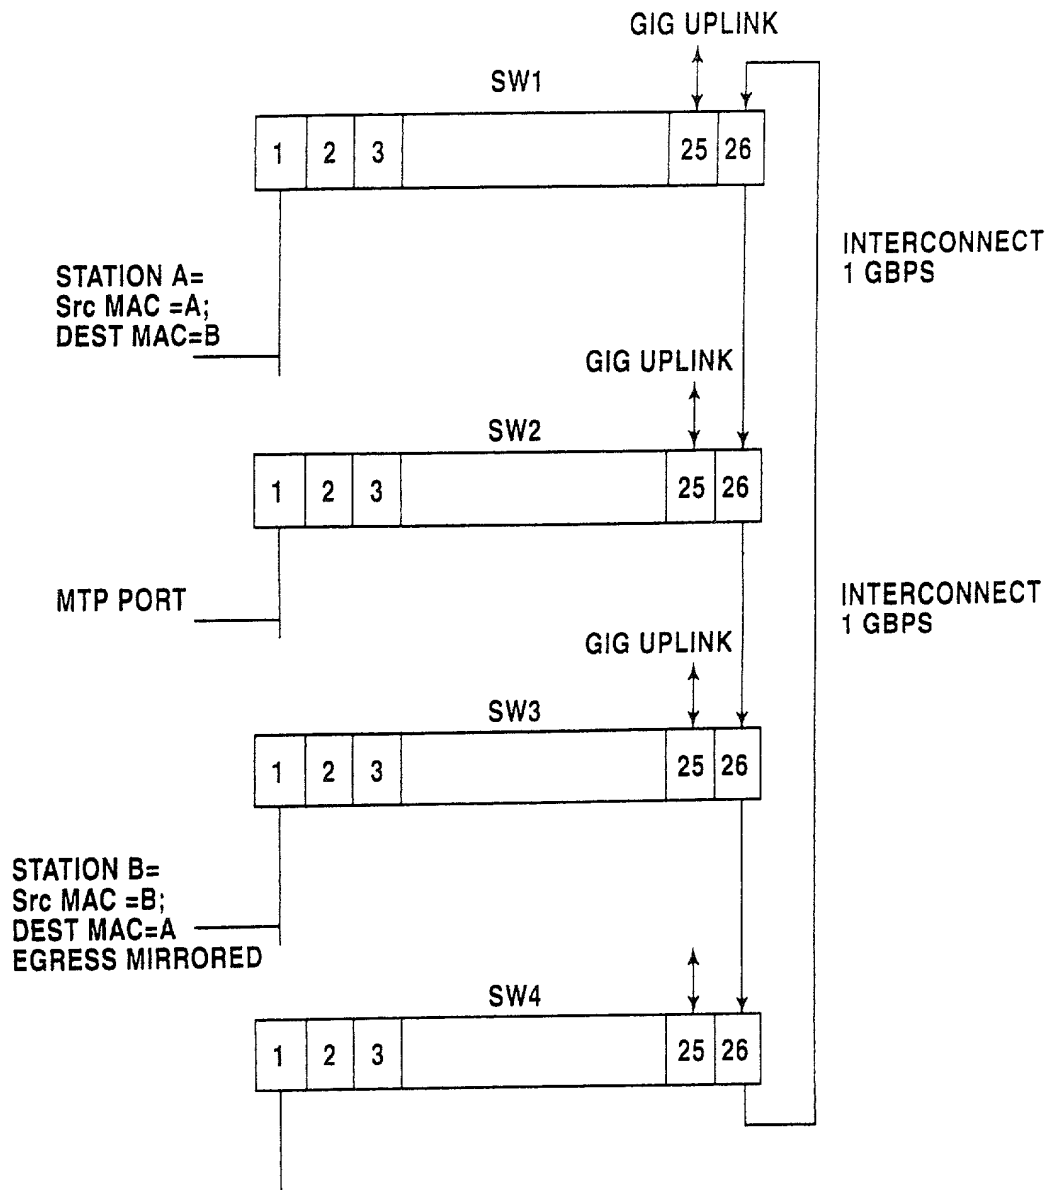 GIG UPLINK
SW1
1 2 3 25 26
INTERCONNECT
1 GBPS
STATION A=
Src MAC =A;
DEST MAC=B
GIG UPLINK
SW2
1 2 3 25 26
MTP PORT
INTERCONNECT
1 GBPS
GIG UPLINK
SW3
1 2 3 25 26
STATION B=
Src MAC =B;
DEST MAC=A
EGRESS MIRRORED
SW4
1 2 3 25 26